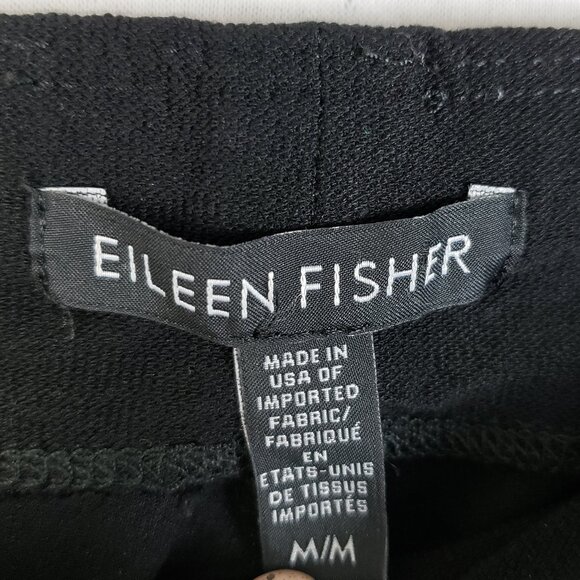 EILEEN FISHER
MADE IN
USA OF
IMPORTED
FABRIC/
FABRIQUÉ
EN
ETATS-UNIS
DE TISSUS
IMPORTÉS
M/M